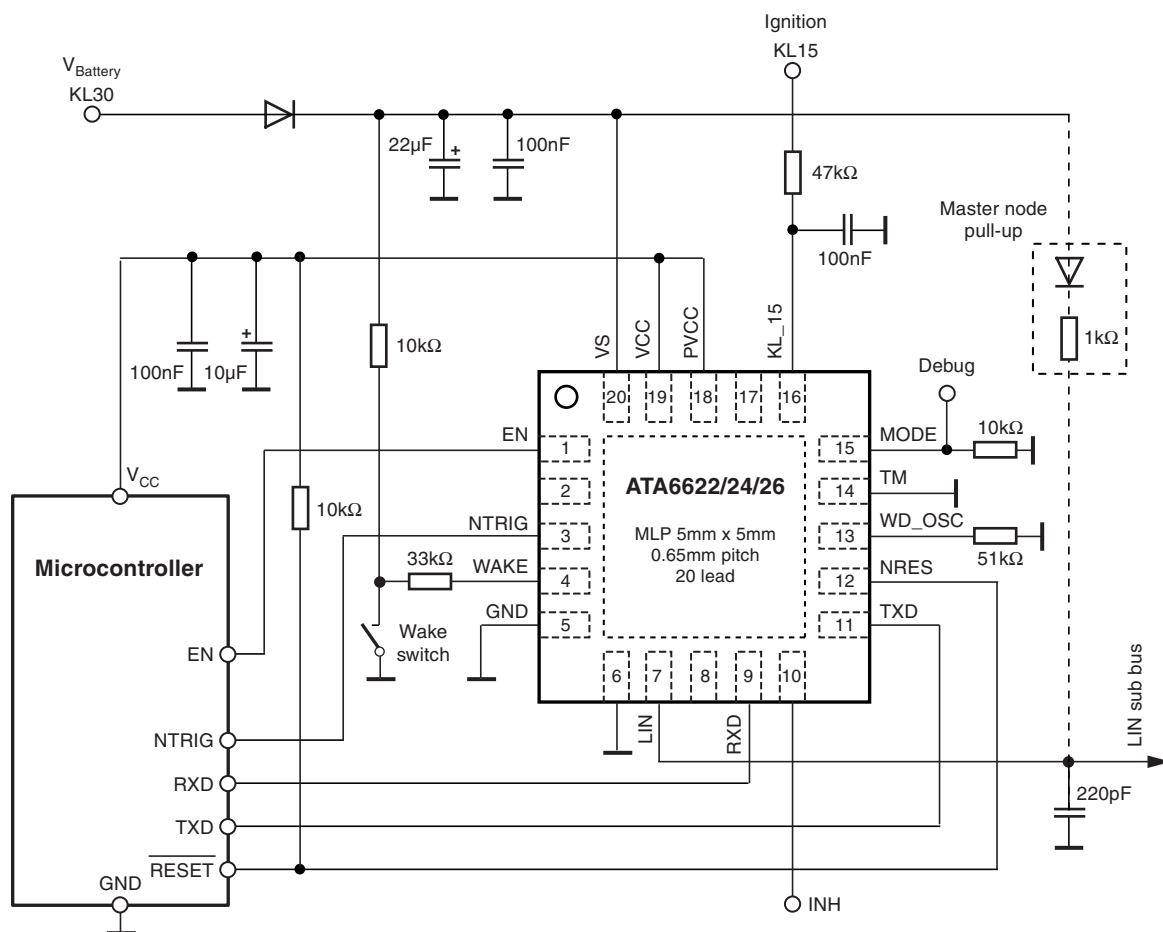 Ignition
KL15
V_Battery
KL30
22µF
+
100nF
47kΩ
100nF
Master node
pull-up
1kΩ
100nF
+
10µF
10kΩ
VS
VCC
PVCC
KL_15
Debug
20
19
18
17
16
EN
1
2
NTRIG
3
WAKE
4
GND
5
15
MODE
10kΩ
14
TM
13
WD_OSC
51kΩ
12
NRES
11
TXD
ATA6622/24/26
MLP 5mm x 5mm
0.65mm pitch
20 lead
V_CC
10kΩ
Microcontroller
33kΩ
Wake
switch
6
7
8
9
10
LIN
RXD
LIN sub bus
EN
NTRIG
RXD
TXD
RESET
GND
220pF
INH